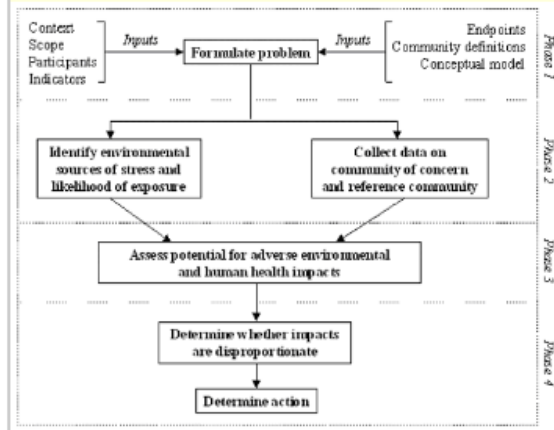 Context
Scope
Participants
Indicators
Inputs
Formulate problem
Inputs
Endpoints
Community definitions
Conceptual model
Phase 1
Identify environmental
sources of stress and
likelihood of exposure
Collect data on
community of concern
and reference community
Phase 2
Assess potential for adverse environmental
and human health impacts
Phase 3
Determine whether impacts
are disproportionate
Determine action
Phase 4